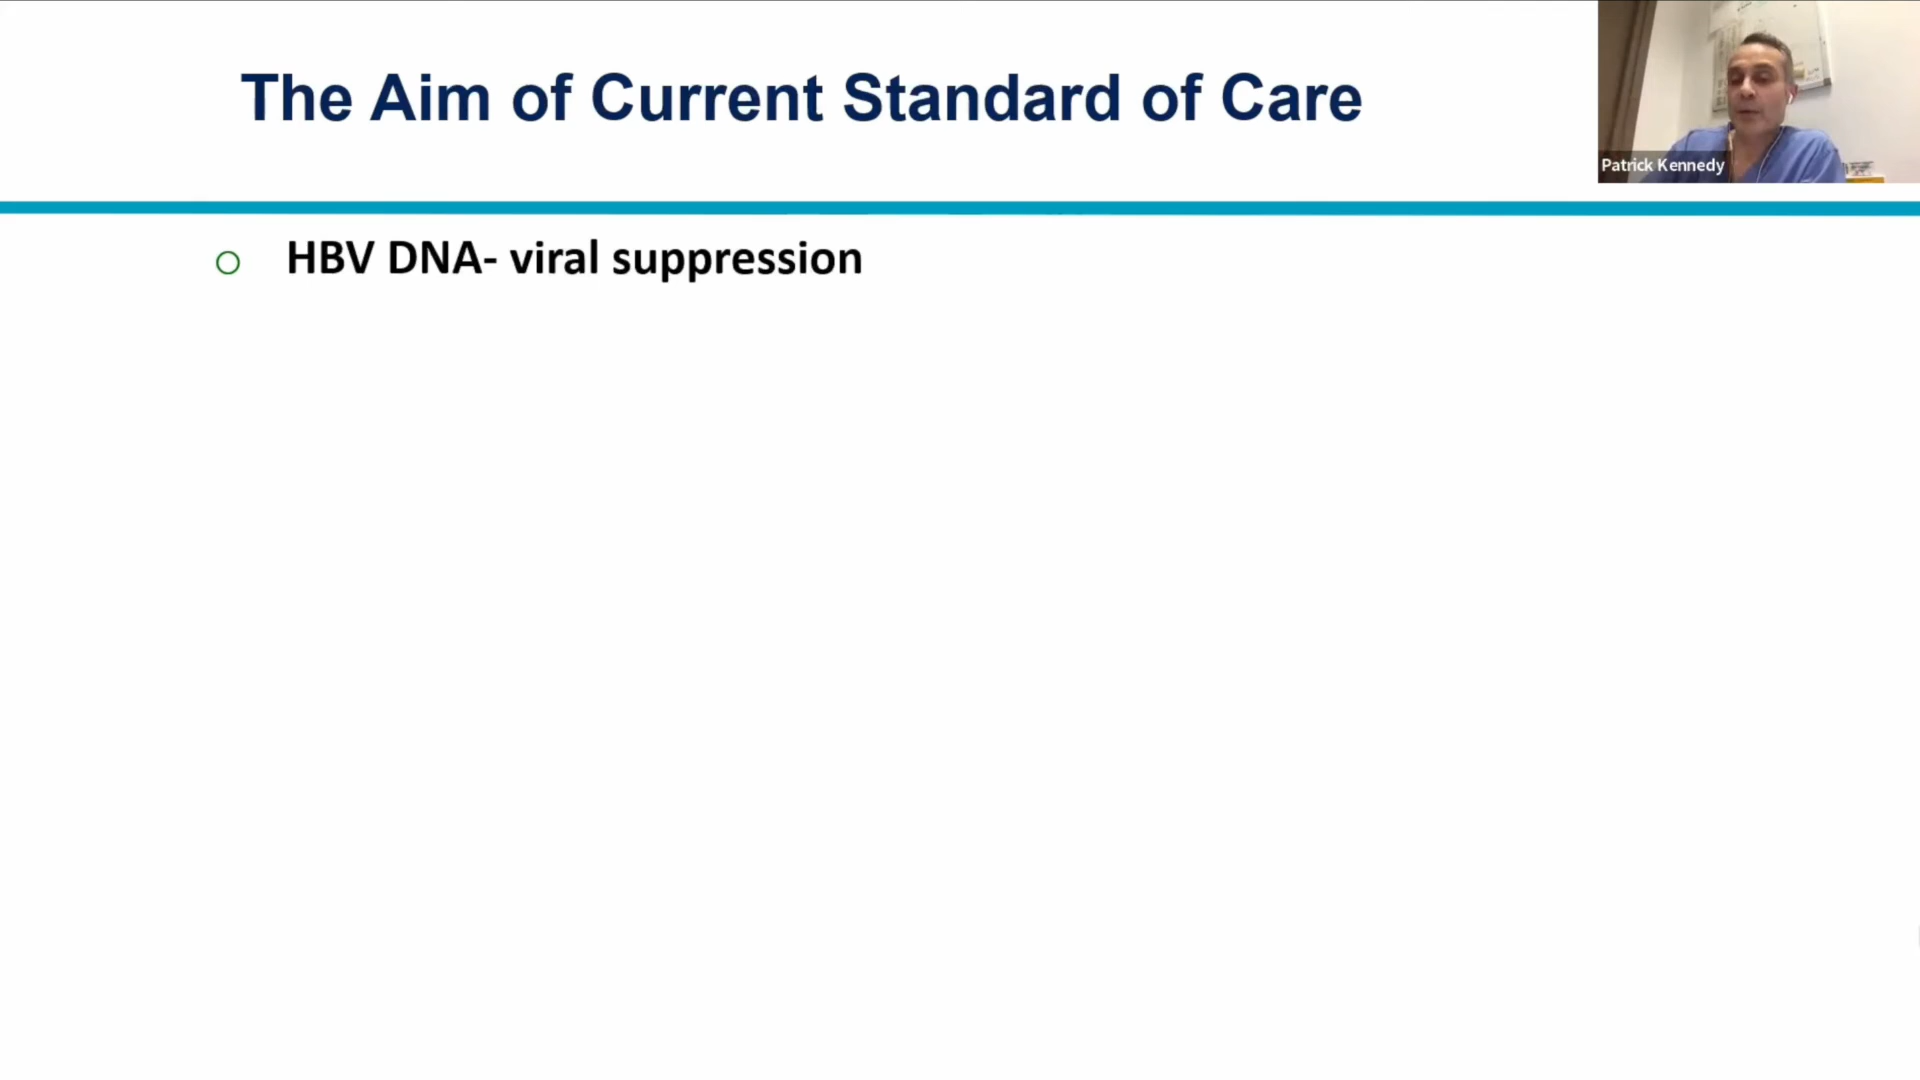 The Aim of Current Standard of Care
Patrick Kennedy
HBV DNA- viral suppression